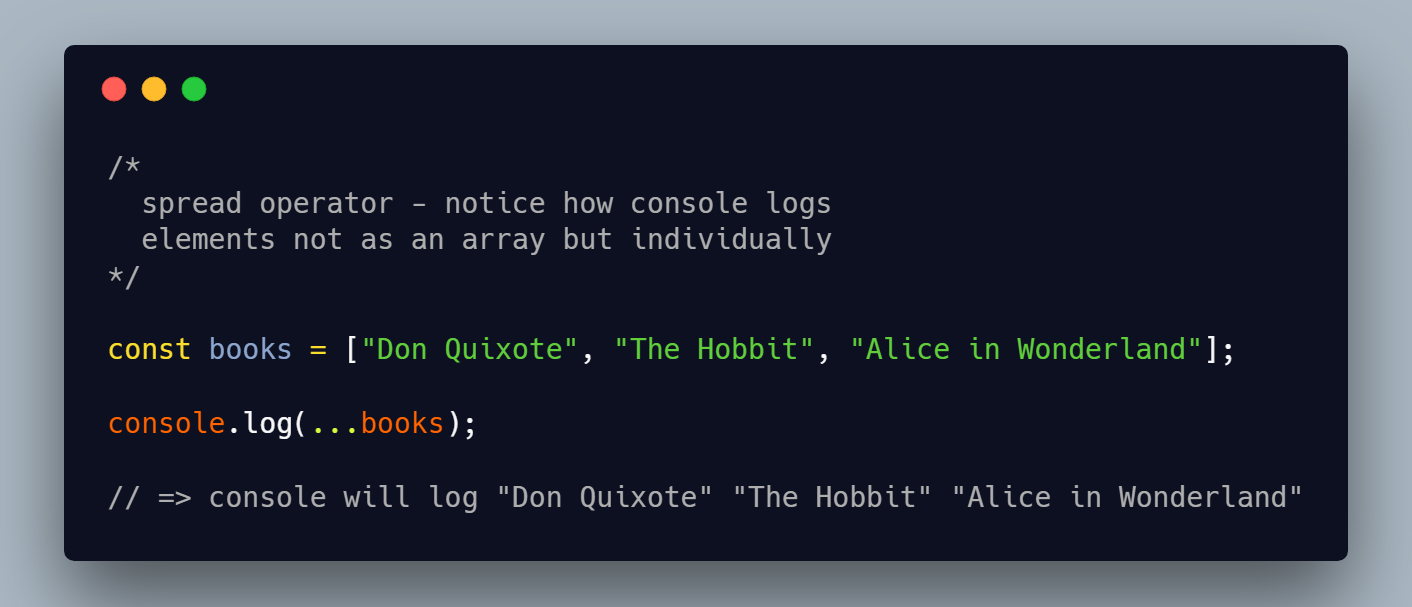 /*
  spread operator - notice how console logs
  elements not as an array but individually
*/
const books = ["Don Quixote", "The Hobbit", "Alice in Wonderland"];
console.log(...books);
// => console will log "Don Quixote" "The Hobbit" "Alice in Wonderland"